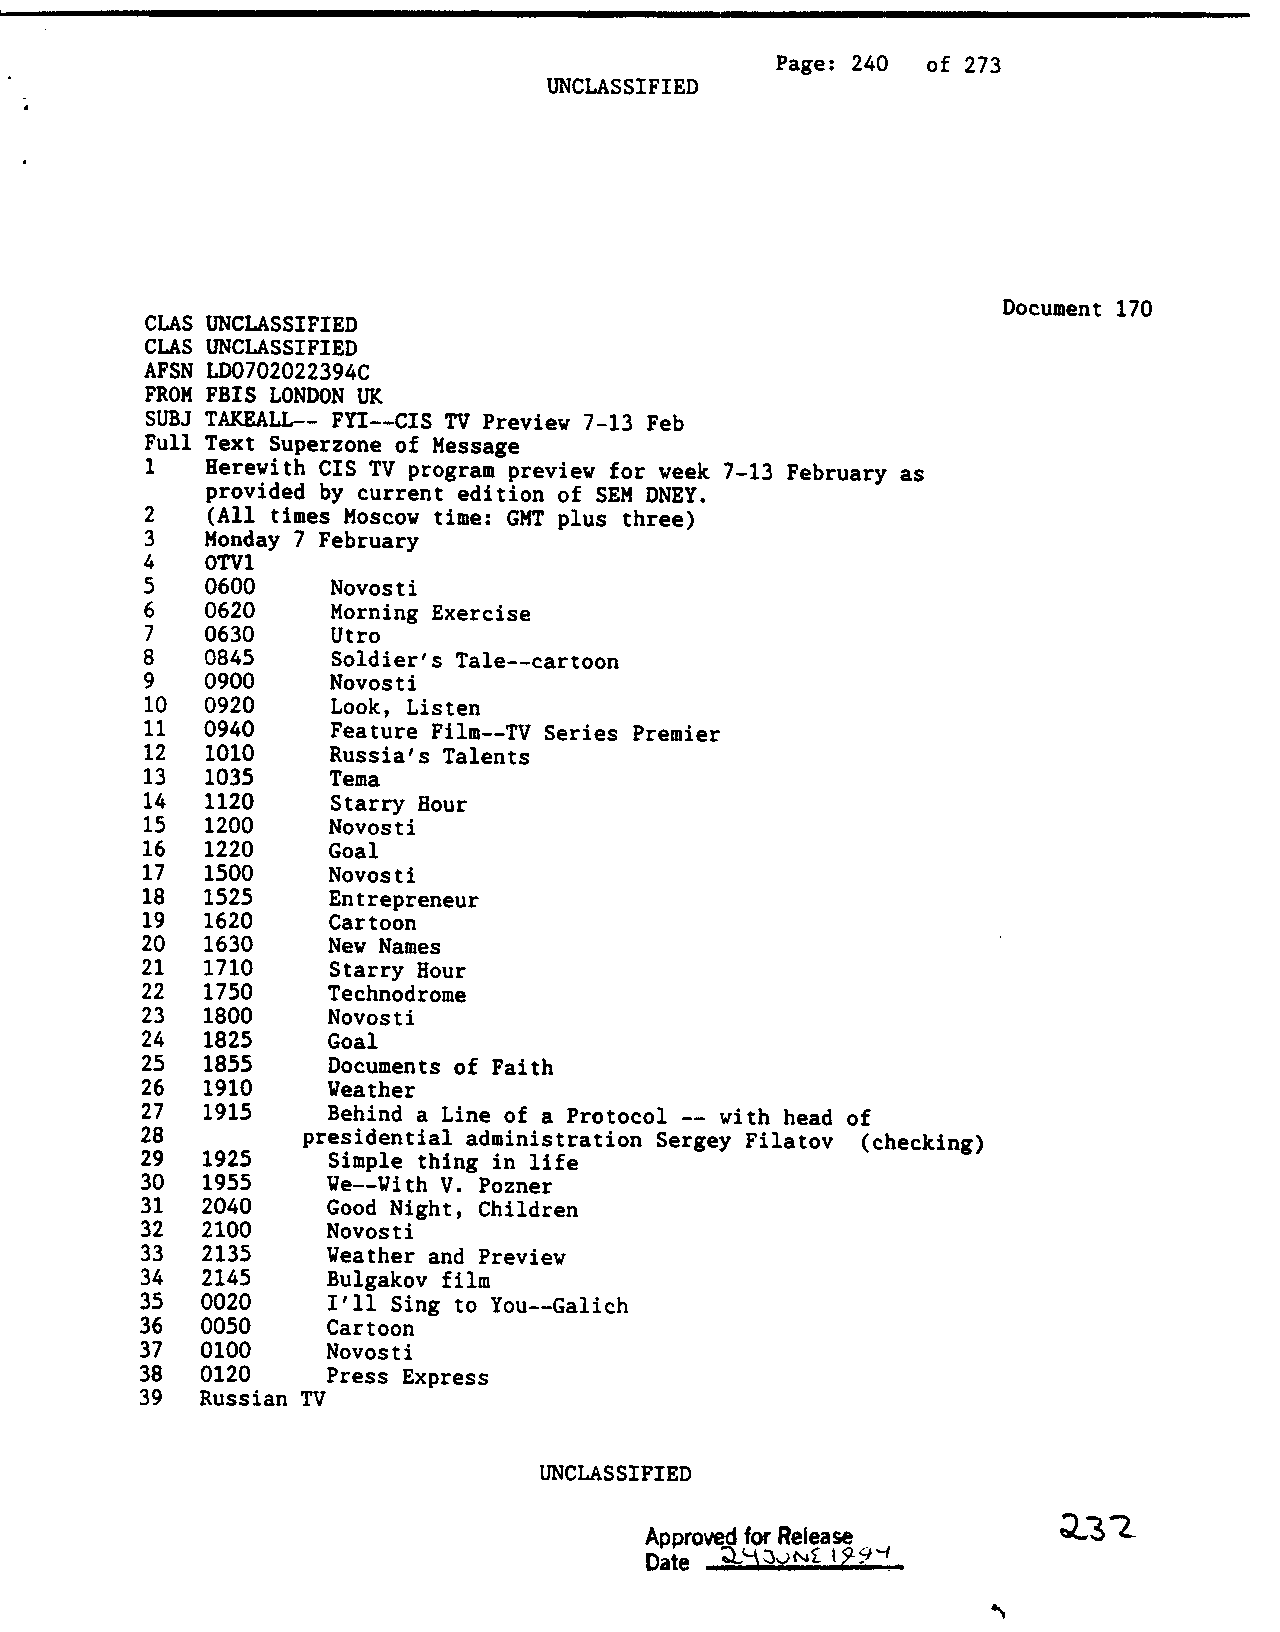 Page: 240 of 273
UNCLASSIFIED
Document 170
CLAS UNCLASSIFIED
CLAS UNCLASSIFIED
AFSN LD0702022394C
FROM FBIS LONDON UK
SUBJ TAKEALL-- FYI--CIS TV Preview 7-13 Feb
Full Text Superzone of Message
1 Herewith CIS TV program preview for week 7-13 February as
provided by current edition of SEM DNEY.
2 (All times Moscow time: GMT plus three)
3 Monday 7 February
4 OTV1
5 0600 Novosti
6 0620 Morning Exercise
7 0630 Utro
8 0845 Soldier's Tale--cartoon
9 0900 Novosti
10 0920 Look, Listen
11 0940 Feature Film--TV Series Premier
12 1010 Russia's Talents
13 1035 Tema
14 1120 Starry Hour
15 1200 Novosti
16 1220 Goal
17 1500 Novosti
18 1525 Entrepreneur
19 1620 Cartoon
20 1630 New Names
21 1710 Starry Hour
22 1750 Technodrome
23 1800 Novosti
24 1825 Goal
25 1855 Documents of Faith
26 1910 Weather
27 1915 Behind a Line of a Protocol -- with head of
28 presidential administration Sergey Filatov (checking)
29 1925 Simple thing in life
30 1955 We--With V. Pozner
31 2040 Good Night, Children
32 2100 Novosti
33 2135 Weather and Preview
34 2145 Bulgakov film
35 0020 I'll Sing to You--Galich
36 0050 Cartoon
37 0100 Novosti
38 0120 Press Express
39 Russian TV
UNCLASSIFIED
Approved for Release
Date 24 JUNE 1994
232